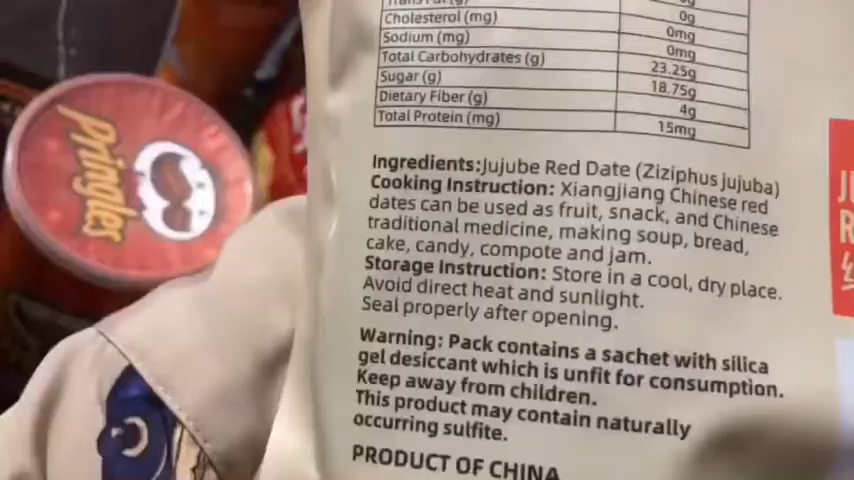 Pringles
Trans Fat (g)
0g
Cholesterol (mg)
0mg
Sodium (mg)
0mg
Total Carbohydrates (g)
23.25g
Sugar (g)
18.75g
Dietary Fiber (g)
4g
Total Protein (mg)
15mg
Ingredients:Jujube Red Date (Ziziphus jujuba)
Cooking Instruction: Xiangjiang Chinese red
dates can be used as fruit, snack, and Chinese
traditional medicine, making soup, bread,
cake, candy, compote and jam.
Storage Instruction: Store in a cool, dry place.
Avoid direct heat and sunlight.
Seal properly after opening.
Warning: Pack contains a sachet with silica
gel desiccant which is unfit for consumption.
Keep away from children.
This product may contain naturally
occurring sulfite.
PRODUCT OF CHINA